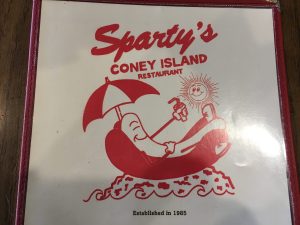 Sparty's
CONEY ISLAND
RESTAURANT
Established in 1985